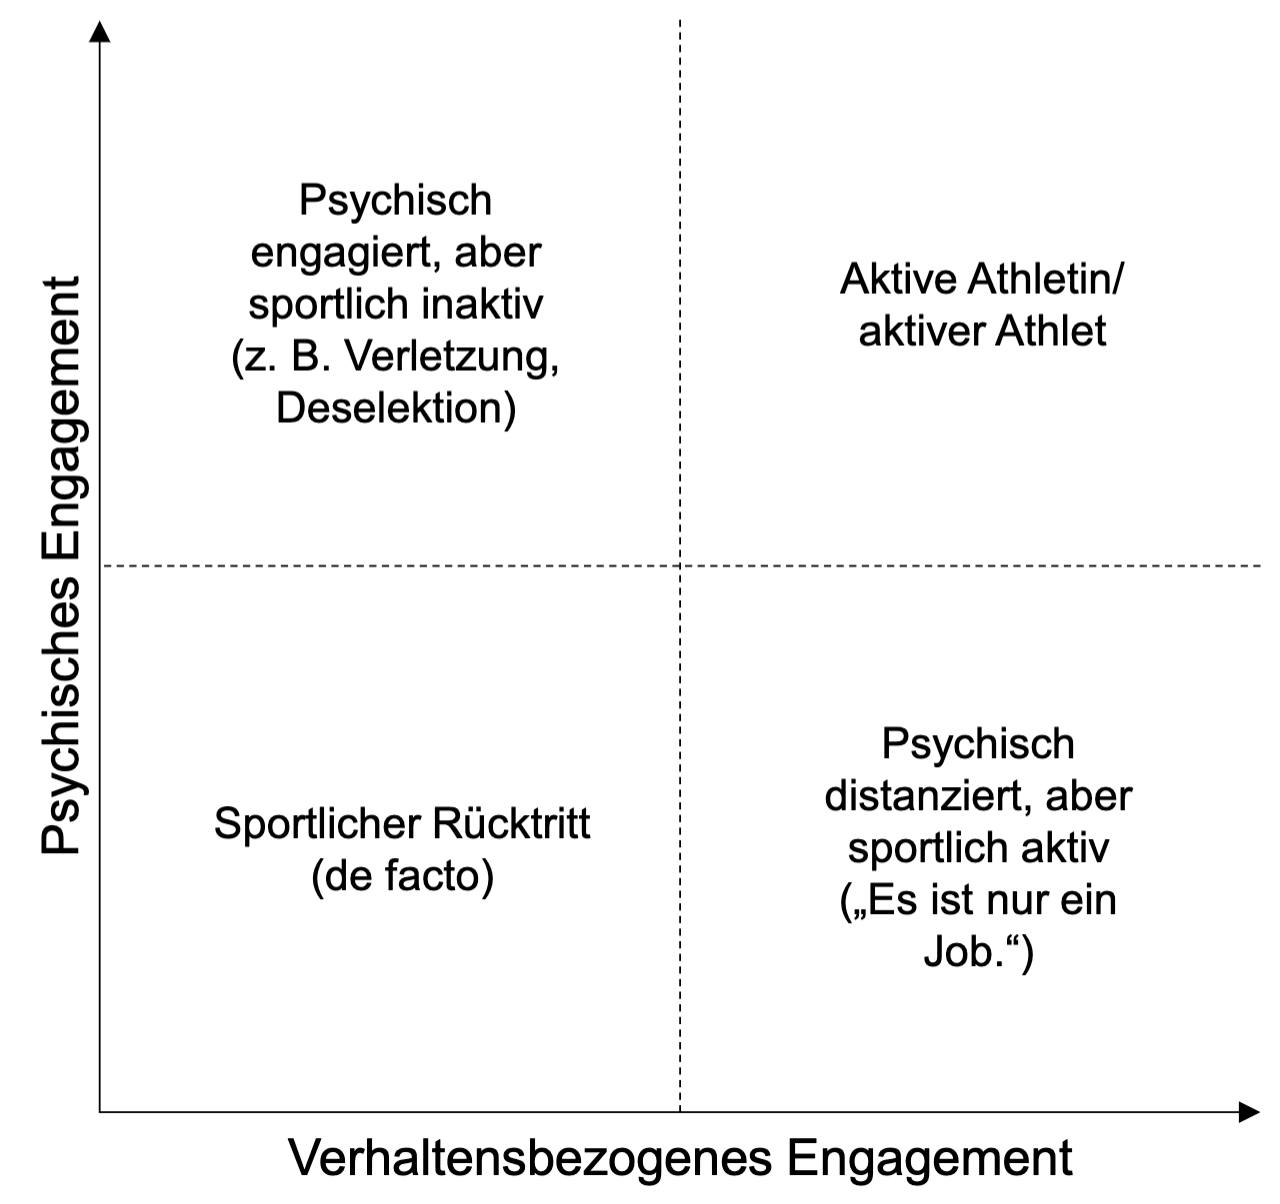 Psychisches Engagement
Psychisch
engagiert, aber
sportlich inaktiv
(z. B. Verletzung,
Deselektion)
Aktive Athletin/
aktiver Athlet
Sportlicher Rücktritt
(de facto)
Psychisch
distanziert, aber
sportlich aktiv
(„Es ist nur ein
Job.“)
Verhaltensbezogenes Engagement